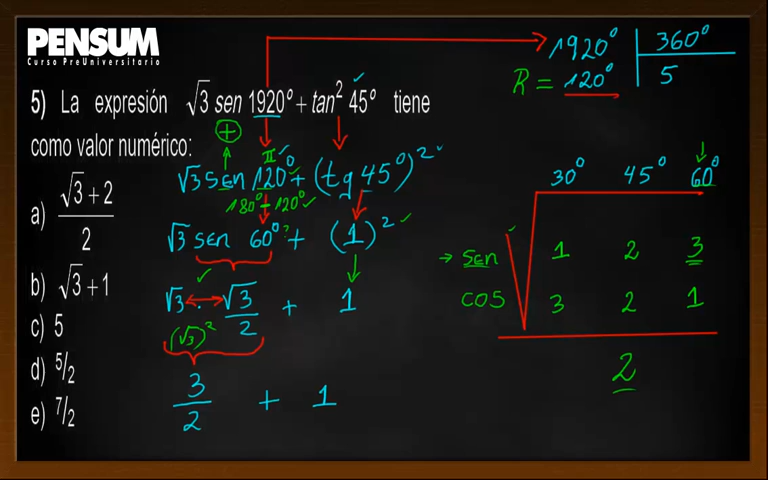 PENSUM
Curso PreUniversitario
1920° 360°
R = 120° 5
5) La expresión √3 sen 1920° + tan² 45° tiene
como valor numérico:
a) (√3 + 2)/2
b) √3 + 1
c) 5
d) 5/2
e) 7/2
+
II
√3 sen 120° + (tg 45°)²
180° - 120°
√3 sen 60° ? + (1)²
√3 · √3/2 + 1
(√3)²
3/2 + 1
30° 45° 60°
sen 1 2 3
cos 3 2 1
2